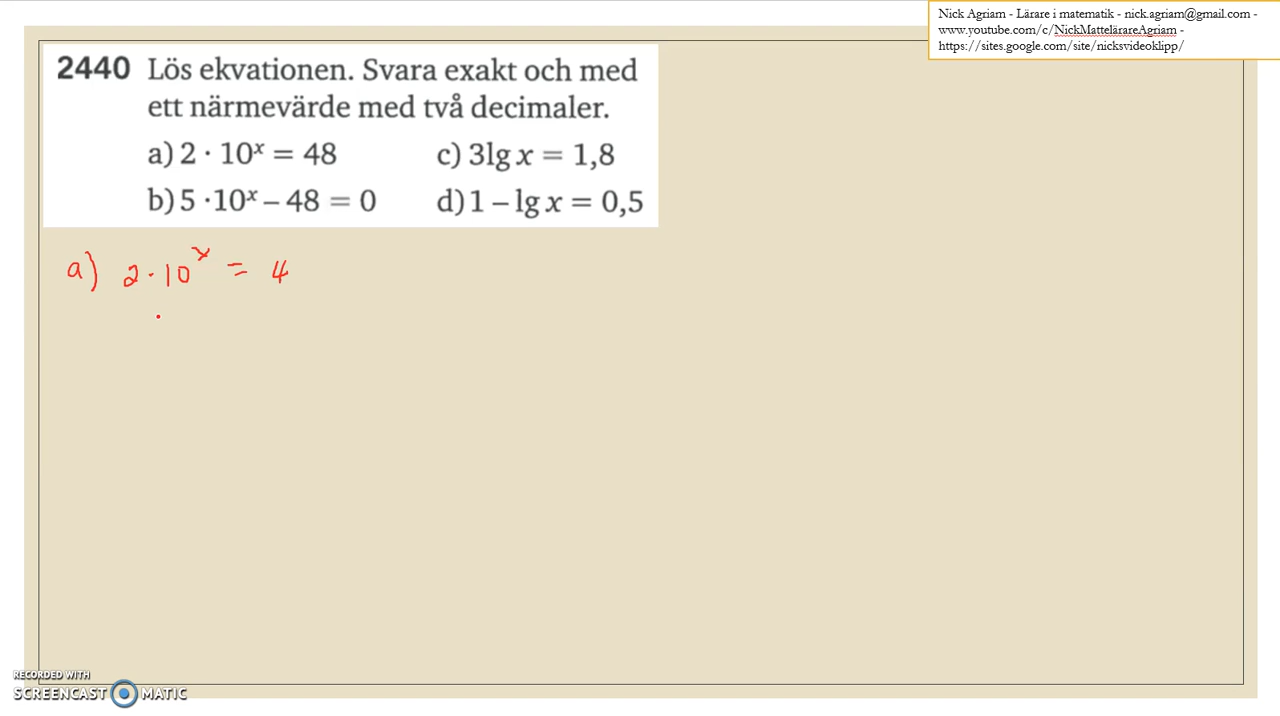 Nick Agriam - Lärare i matematik - nick.agriam@gmail.com -
www.youtube.com/c/NickMattelärareAgriam -
https://sites.google.com/site/nicksvideoklipp/
2440 Lös ekvationen. Svara exakt och med
ett närmevärde med två decimaler.
a) 2 · 10ˣ = 48
c) 3lg x = 1,8
b) 5 · 10ˣ – 48 = 0
d) 1 – lg x = 0,5
a) 2 · 10ˣ = 4
RECORDED WITH
SCREENCAST MATIC